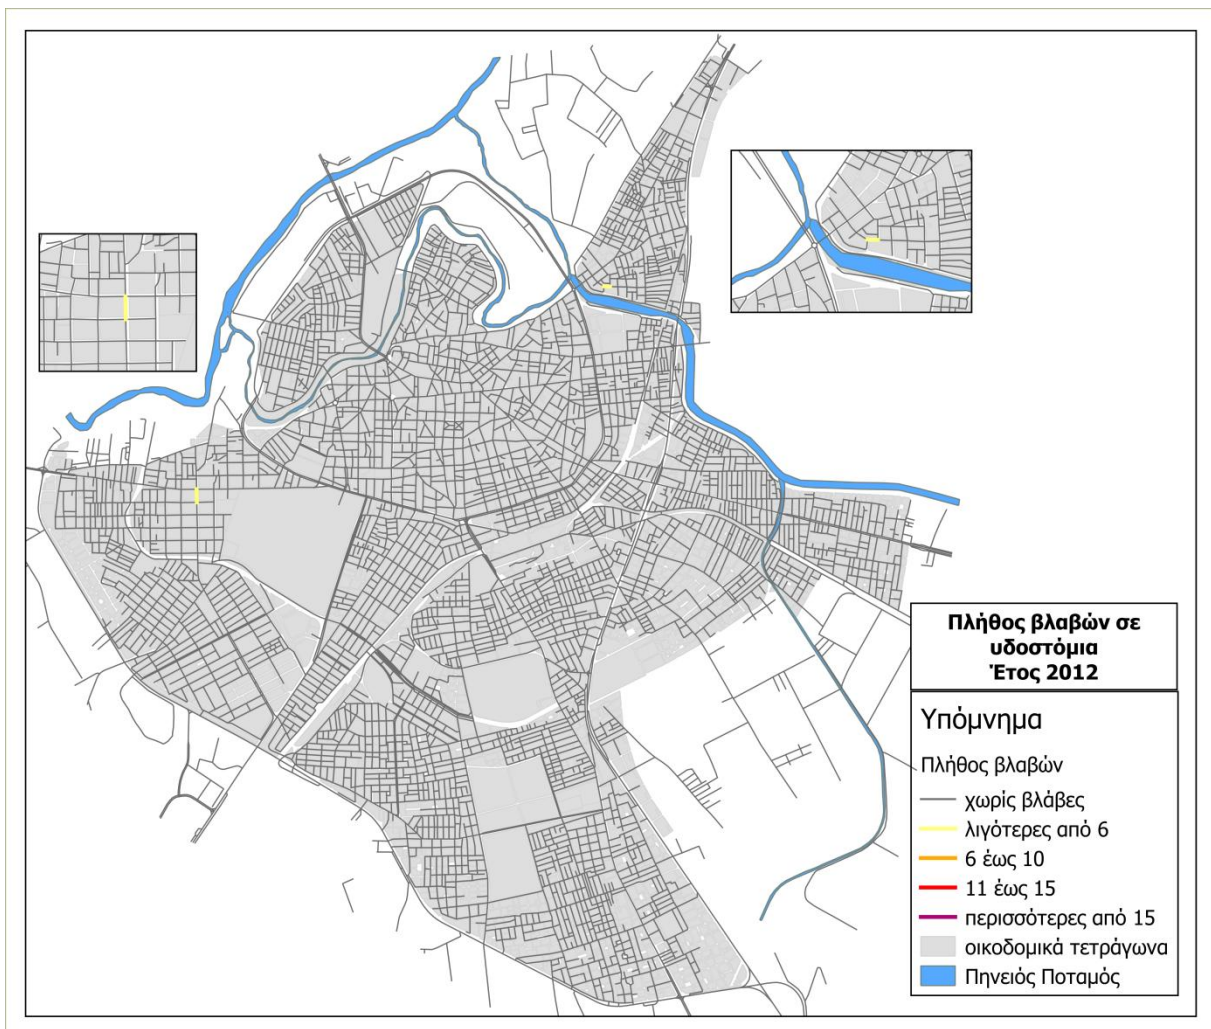 Πλήθος βλαβών σε
υδοστόμια
Έτος 2012
Υπόμνημα
Πλήθος βλαβών
χωρίς βλάβες
λιγότερες από 6
6 έως 10
11 έως 15
περισσότερες από 15
οικοδομικά τετράγωνα
Πηνειός Ποταμός